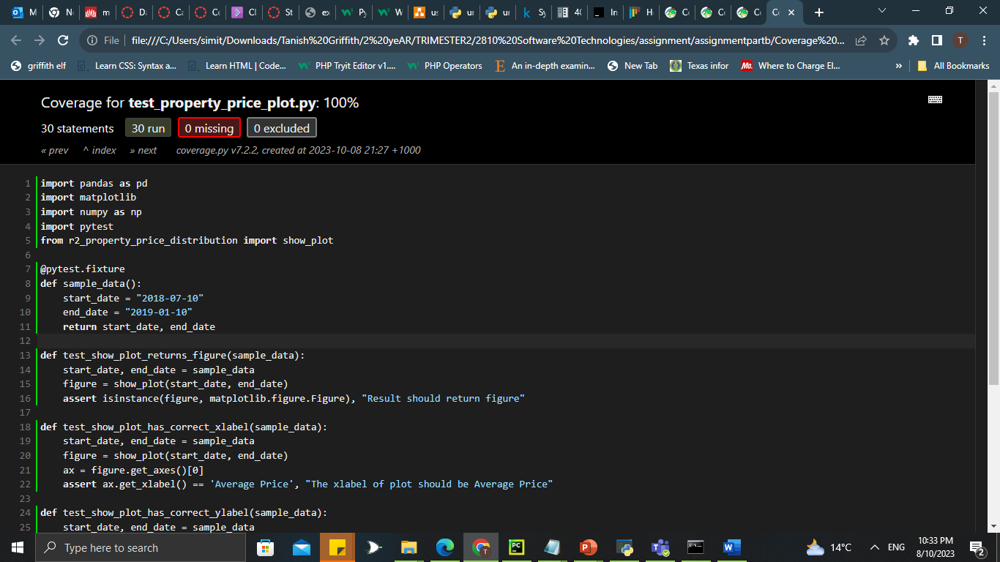 M
N
m
D
C
C
Cl
St
ex
Py
W
us
ur
ur
Sy
40
In
H
C
C
C
C
File
file:///C:/Users/simit/Downloads/Tanish%20Griffith/2%20yeAR/TRIMESTER2/2810%20Software%20Technologies/assignment/assignmentpartb/Coverage%20...
T
griffith elf
Learn CSS: Syntax a...
Learn HTML | Code...
PHP Tryit Editor v1....
PHP Operators
E An in-depth examin...
New Tab
Texas infor
Mo. Where to Charge El...
»
All Bookmarks
Coverage for test_property_price_plot.py: 100%
30 statements 30 run 0 missing 0 excluded
« prev ^ index » next coverage.py v7.2.2, created at 2023-10-08 21:27 +1000
1 import pandas as pd
2 import matplotlib
3 import numpy as np
4 import pytest
5 from r2_property_price_distribution import show_plot
6
7 @pytest.fixture
8 def sample_data():
9 start_date = "2018-07-10"
10 end_date = "2019-01-10"
11 return start_date, end_date
12
13 def test_show_plot_returns_figure(sample_data):
14 start_date, end_date = sample_data
15 figure = show_plot(start_date, end_date)
16 assert isinstance(figure, matplotlib.figure.Figure), "Result should return figure"
17
18 def test_show_plot_has_correct_xlabel(sample_data):
19 start_date, end_date = sample_data
20 figure = show_plot(start_date, end_date)
21 ax = figure.get_axes()[0]
22 assert ax.get_xlabel() == 'Average Price', "The xlabel of plot should be Average Price"
23
24 def test_show_plot_has_correct_ylabel(sample_data):
25 start_date, end_date = sample_data
Type here to search
14°C
ENG
10:33 PM
8/10/2023
2